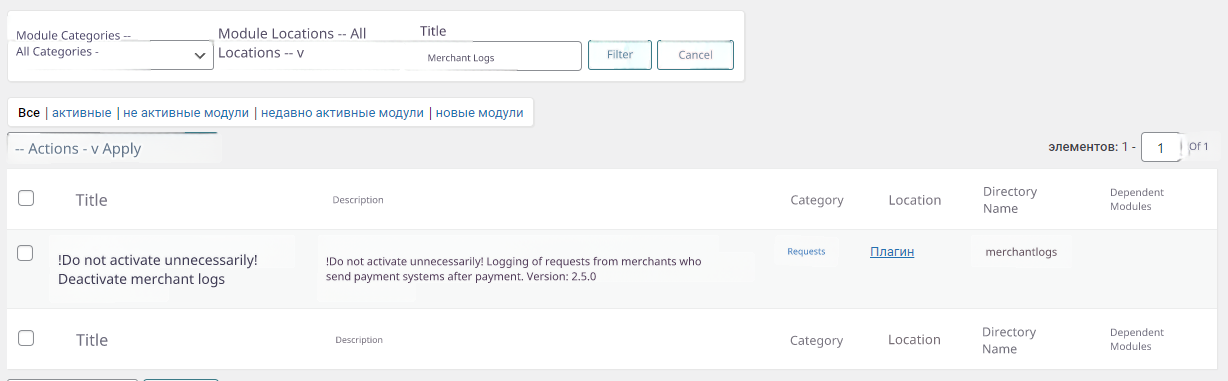 Module Categories --
All Categories -
Module Locations -- All
Locations -- v
Title
Merchant Logs
Filter
Cancel
Все | активные | не активные модули | недавно активные модули | новые модули
-- Actions - v Apply
элементов: 1 - 1 Of 1
Title
Description
Category
Location
Directory
Name
Dependent
Modules
!Do not activate unnecessarily!
Deactivate merchant logs
!Do not activate unnecessarily! Logging of requests from merchants who
send payment systems after payment. Version: 2.5.0
Requests
Плагин
merchantlogs
Title
Description
Category
Location
Directory
Name
Dependent
Modules